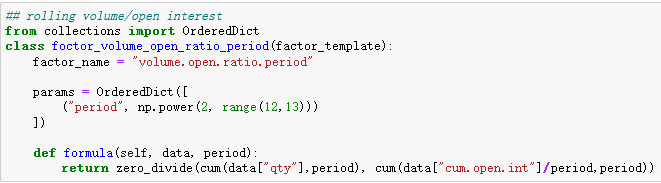 ## rolling volume/open interest
from collections import OrderedDict
class foctor_volume_open_ratio_period(factor_template):
    factor_name = "volume.open.ratio.period"
    params = OrderedDict([
        ("period", np.power(2, range(12,13)))
    ])
    def formula(self, data, period):
        return zero_divide(cum(data["qty"],period), cum(data["cum.open.int"]/period,period))